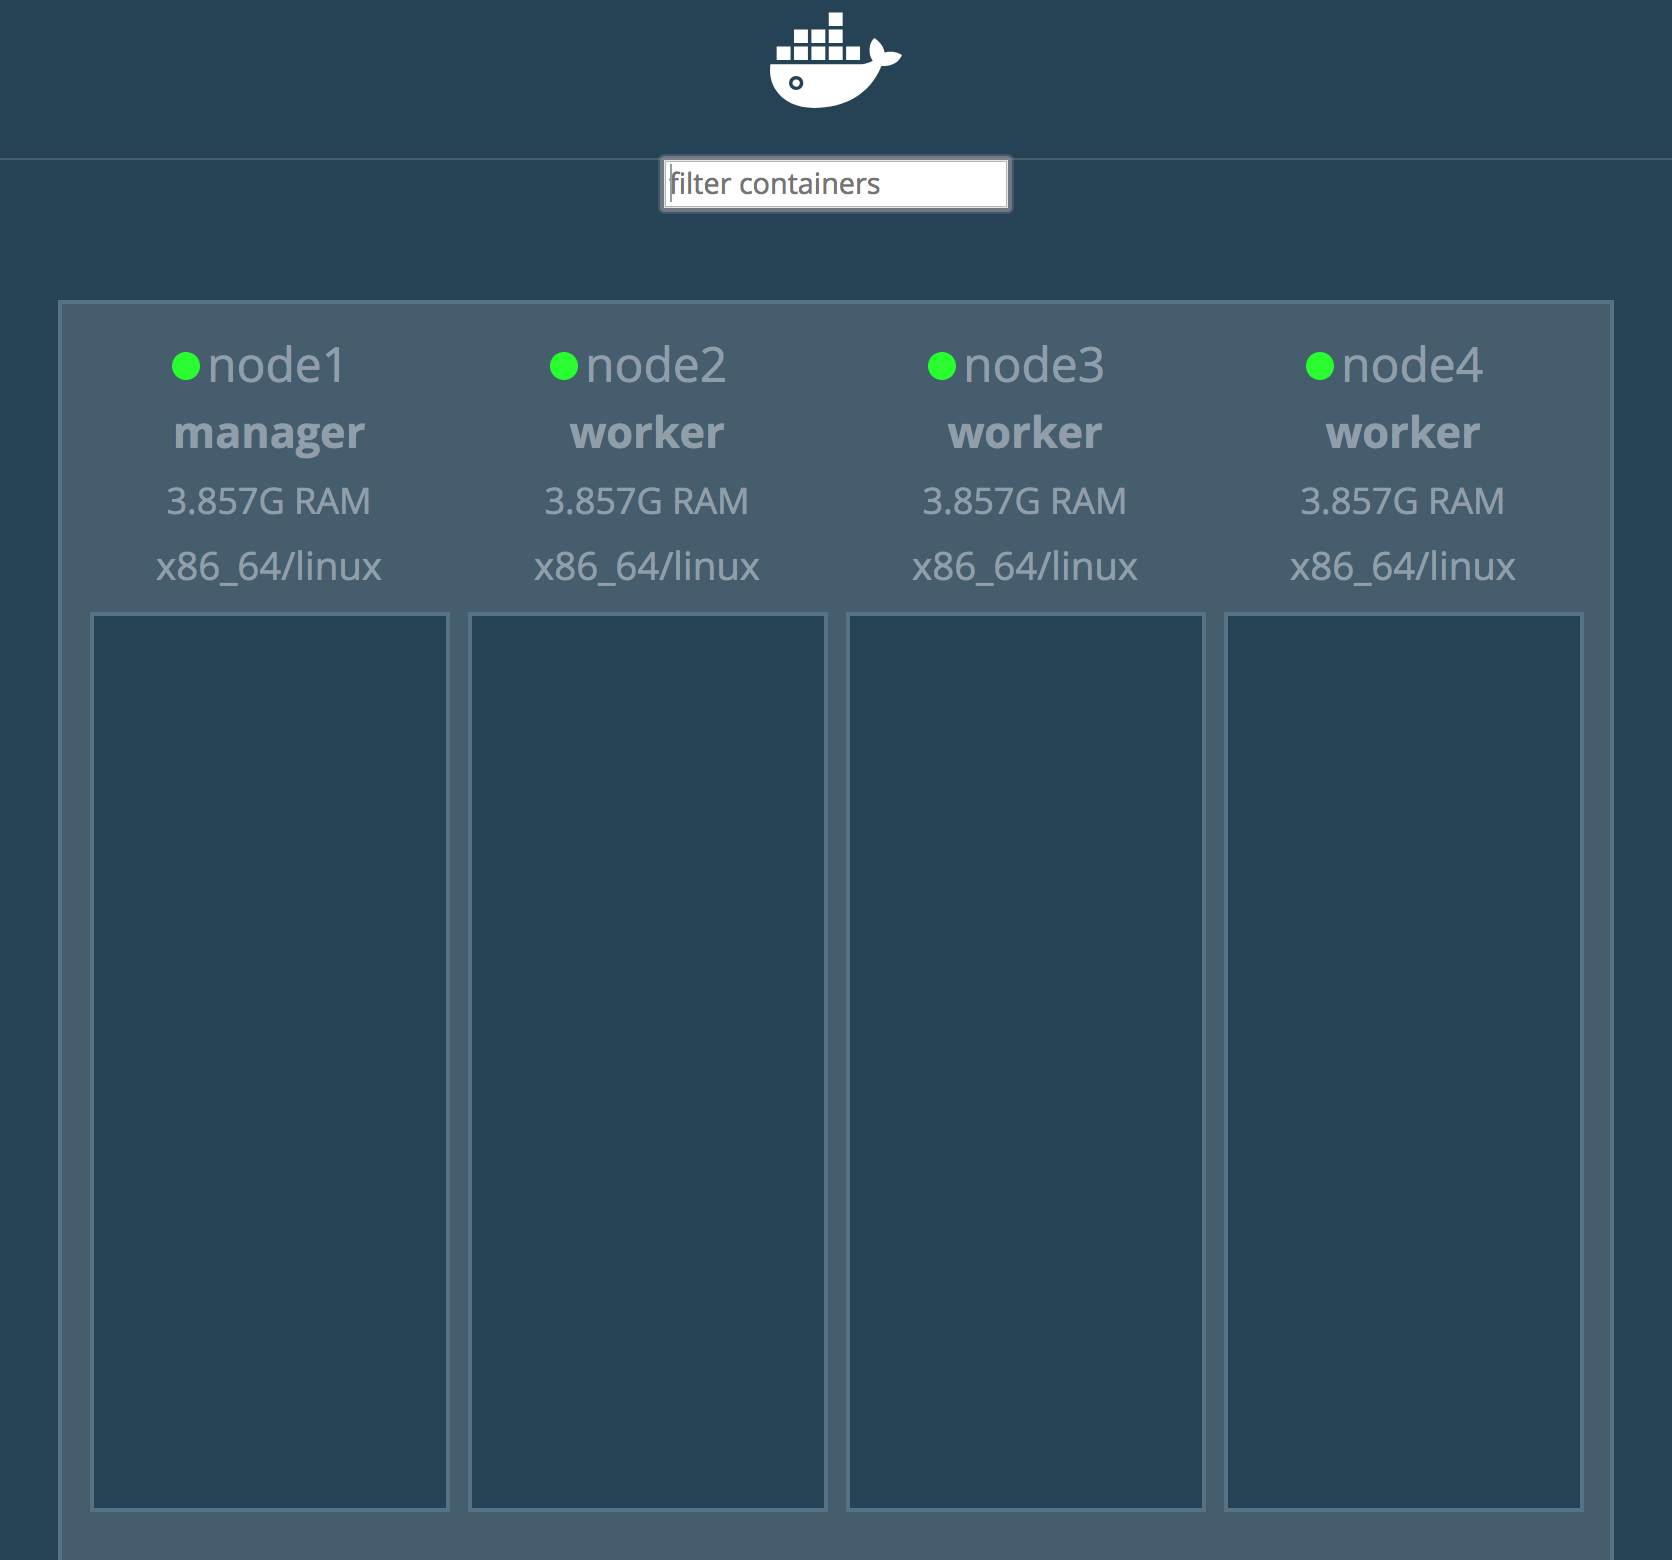 filter containers
node1 node2 node3 node4
manager worker worker worker
3.857G RAM 3.857G RAM 3.857G RAM 3.857G RAM
x86_64/linux x86_64/linux x86_64/linux x86_64/linux